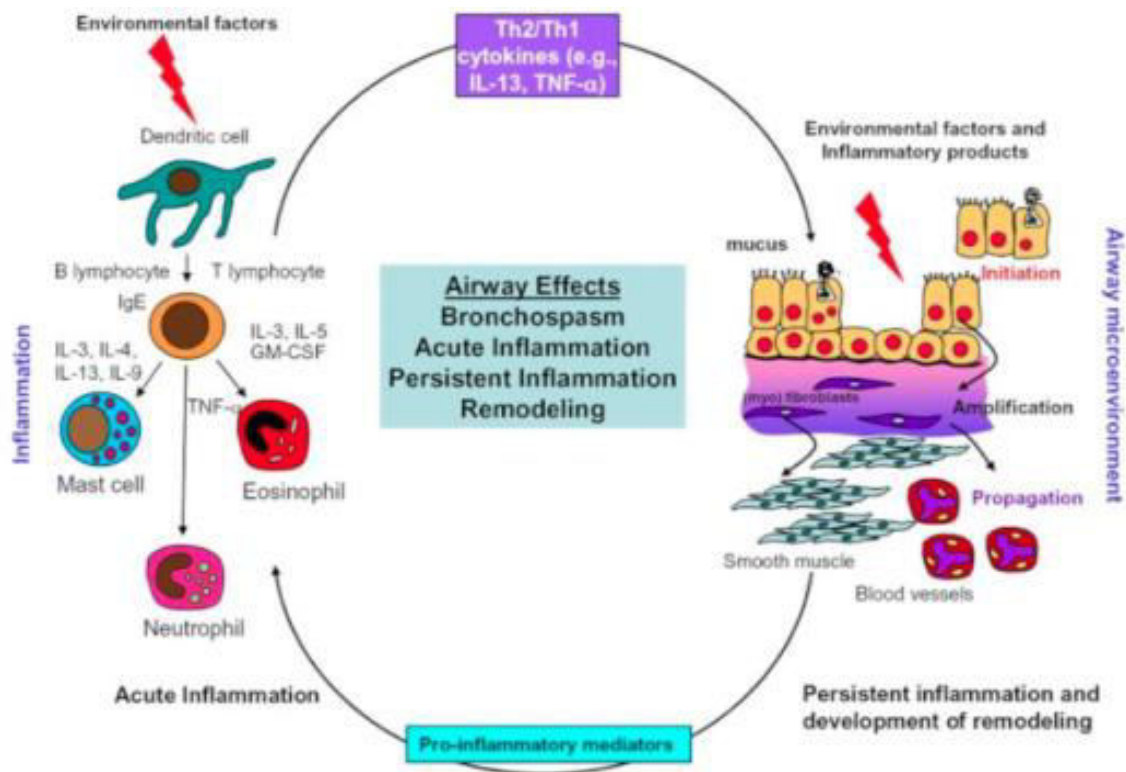 Environmental factors
Dendritic cell
B lymphocyte
T lymphocyte
IgE
IL-3, IL-5
GM-CSF
IL-3, IL-4,
IL-13, IL-9
TNF-α
Mast cell
Eosinophil
Neutrophil
Inflammation
Acute Inflammation
Th2/Th1
cytokines (e.g.,
IL-13, TNF-α)
Airway Effects
Bronchospasm
Acute Inflammation
Persistent Inflammation
Remodeling
Pro-inflammatory mediators
Environmental factors and
Inflammatory products
mucus
Initiation
(myo) fibroblasts
Amplification
Propagation
Smooth muscle
Blood vessels
Airway microenvironment
Persistent inflammation and
development of remodeling